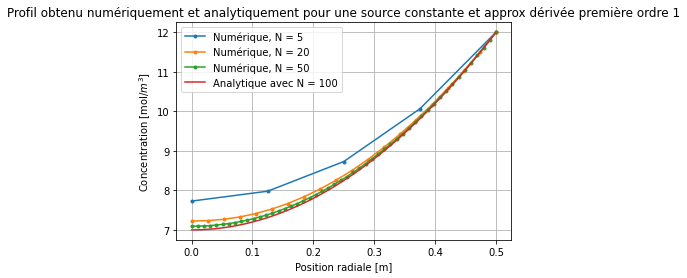 Profil obtenu numériquement et analytiquement pour une source constante et approx dérivée première ordre 1
12
11
10
9
8
7
Concentration [mol/m³]
Numérique, N = 5
Numérique, N = 20
Numérique, N = 50
Analytique avec N = 100
0.0 0.1 0.2 0.3 0.4 0.5
Position radiale [m]